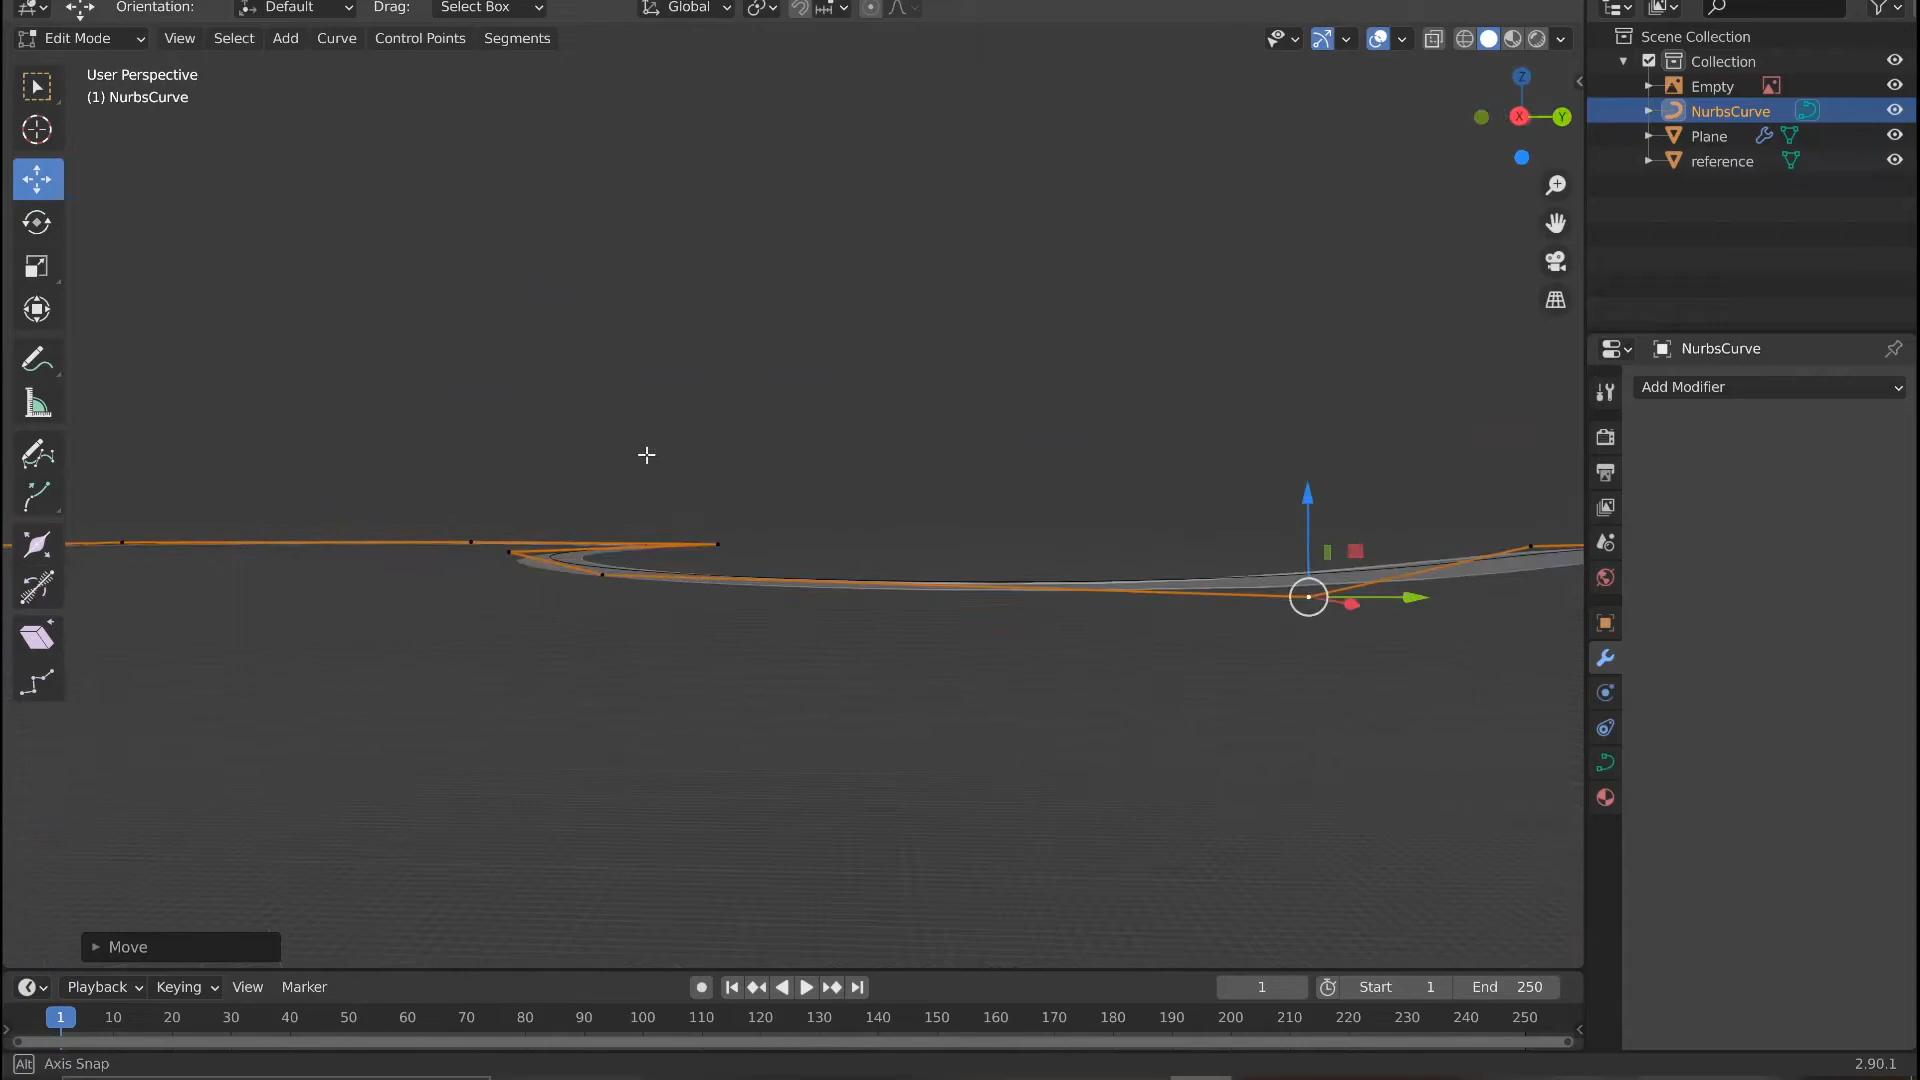 Orientation: Default Drag: Select Box Global
Edit Mode View Select Add Curve Control Points Segments
User Perspective
(1) NurbsCurve
Z
X
Y
Move
Scene Collection
Collection
Empty
NurbsCurve
Plane
reference
NurbsCurve
Add Modifier
Playback Keying View Marker 1 Start 1 End 250
1 10 20 30 40 50 60 70 80 90 100 110 120 130 140 150 160 170 180 190 200 210 220 230 240 250
Alt Axis Snap 2.90.1